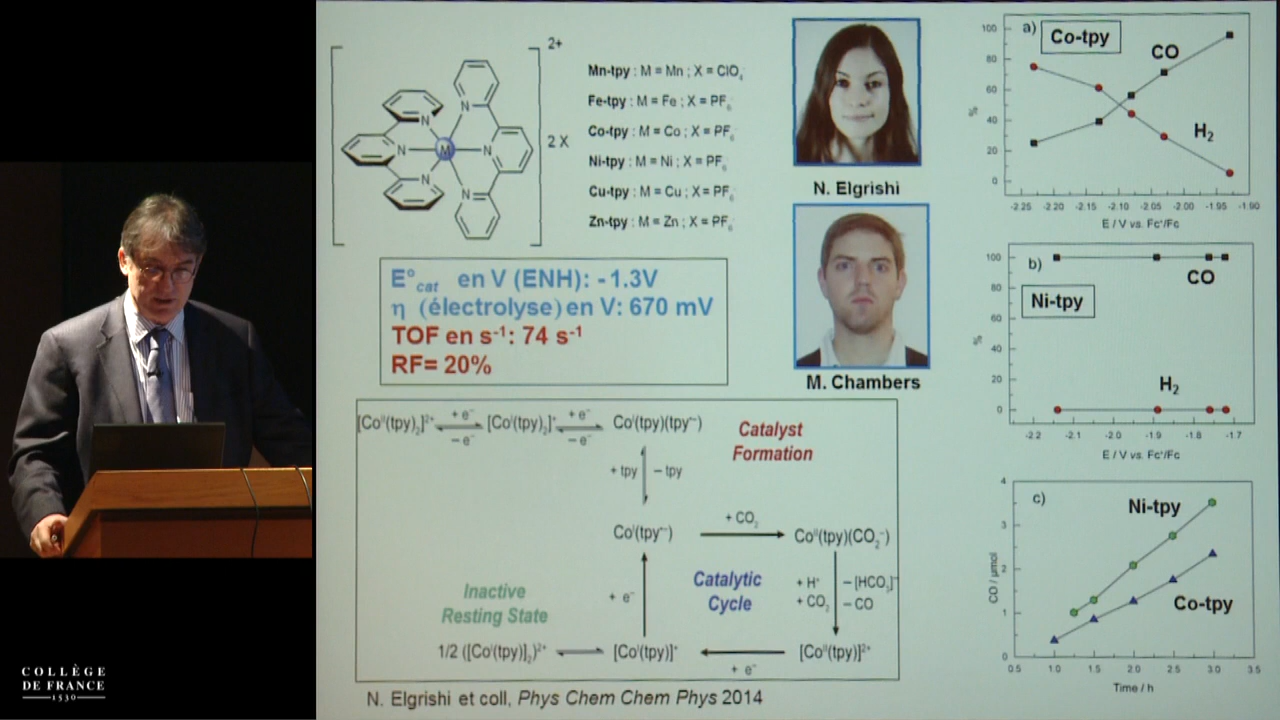 2+
M
N
N
N
N
N
N
2 X
Mn-tpy : M = Mn ; X = ClO4-
Fe-tpy : M = Fe ; X = PF6-
Co-tpy : M = Co ; X = PF6-
Ni-tpy : M = Ni ; X = PF6-
Cu-tpy : M = Cu ; X = PF6-
Zn-tpy : M = Zn ; X = PF6-
N. Elgrishi
M. Chambers
E°cat en V (ENH): - 1.3V
η (électrolyse) en V: 670 mV
TOF en s-1: 74 s-1
RF= 20%
[CoII(tpy)2]2+ + e- – e- [CoI(tpy)2]+ + e- – e- CoI(tpy)(tpy•–)
Catalyst
Formation
+ tpy – tpy
CoI(tpy•–) + CO2 CoII(tpy)(CO2–)
Inactive
Resting State
+ e-
Catalytic
Cycle
+ H+ – [HCO3]-
+ CO2 – CO
1/2 ([CoI(tpy)]2)2+ [CoI(tpy)]+ + e- [CoII(tpy)]2+
N. Elgrishi et coll, Phys Chem Chem Phys 2014
a) Co-tpy
CO
H2
%
100
80
60
40
20
0
-2.25 -2.20 -2.15 -2.10 -2.05 -2.00 -1.95 -1.90
E / V vs. Fc+/Fc
b)
Ni-tpy
CO
H2
%
100
80
60
40
20
0
-2.2 -2.1 -2.0 -1.9 -1.8 -1.7
E / V vs. Fc+/Fc
c)
Ni-tpy
Co-tpy
CO / µmol
4
3
2
1
0
0.5 1.0 1.5 2.0 2.5 3.0 3.5
Time / h
COLLÈGE
DE FRANCE
1530